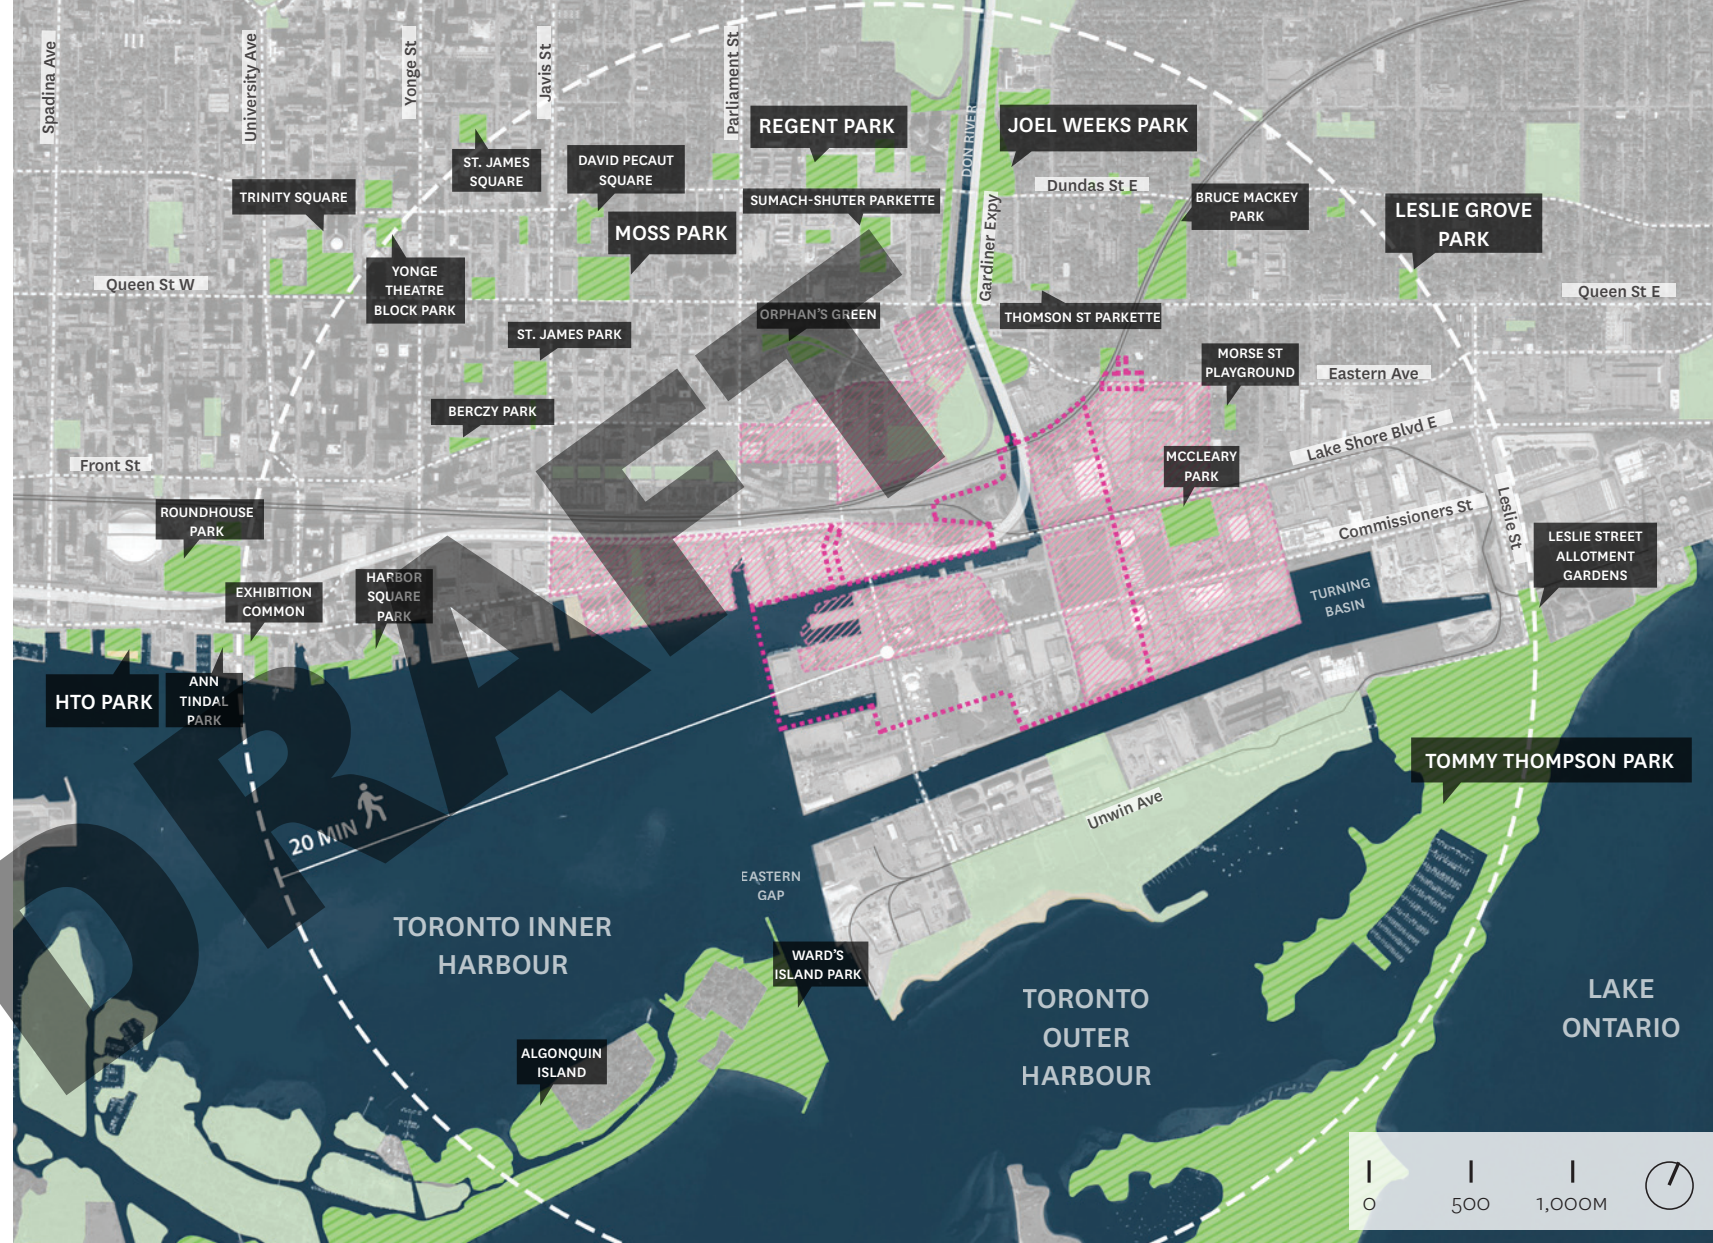 Spadina Ave
University Ave
Yonge St
Javis St
Parliament St
REGENT PARK
DON RIVER
JOEL WEEKS PARK
ST. JAMES
SQUARE
DAVID PECAUT
SQUARE
TRINITY SQUARE
SUMACH-SHUTER PARKETTE
Gardiner Expy
Dundas St E
BRUCE MACKEY
PARK
LESLIE GROVE
PARK
MOSS PARK
YONGE
THEATRE
BLOCK PARK
Queen St W
Queen St E
ORPHAN'S GREEN
THOMSON ST PARKETTE
ST. JAMES PARK
MORSE ST
PLAYGROUND
Eastern Ave
BERCZY PARK
Lake Shore Blvd E
Front St
MCCLEARY
PARK
ROUNDHOUSE
PARK
Commissioners St
Leslie St
LESLIE STREET
ALLOTMENT
GARDENS
EXHIBITION
COMMON
HARBOR
SQUARE
PARK
TURNING
BASIN
HTO PARK
ANN
TINDAL
PARK
TOMMY THOMPSON PARK
Unwin Ave
20 MIN
DRAFT
EASTERN
GAP
TORONTO INNER
HARBOUR
WARD'S
ISLAND PARK
TORONTO
OUTER
HARBOUR
LAKE
ONTARIO
ALGONQUIN
ISLAND
0
500
1,000M